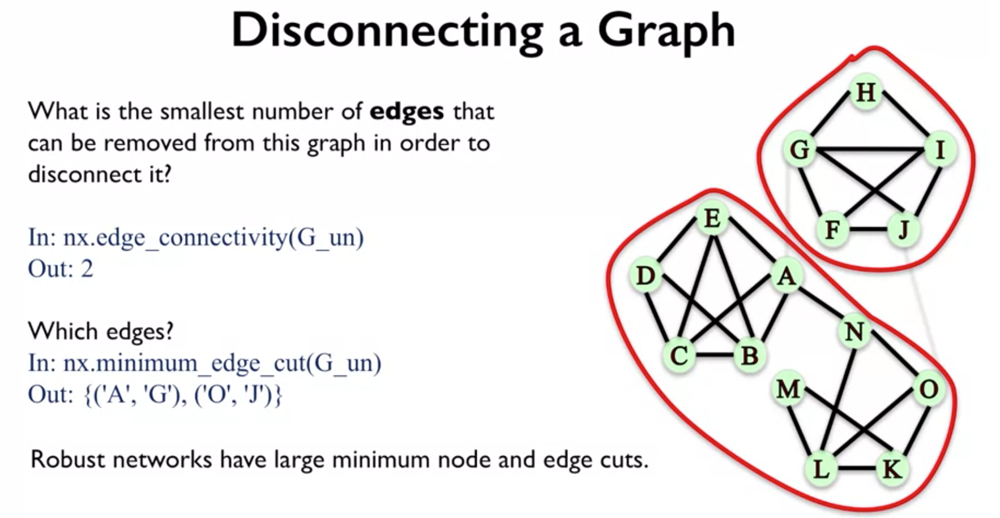 Disconnecting a Graph
What is the smallest number of edges that
can be removed from this graph in order to
disconnect it?
In: nx.edge_connectivity(G_un)
Out: 2
Which edges?
In: nx.minimum_edge_cut(G_un)
Out: {('A', 'G'), ('O', 'J')}
Robust networks have large minimum node and edge cuts.
H
G I
F J
E
D A
C B
N
M O
L K